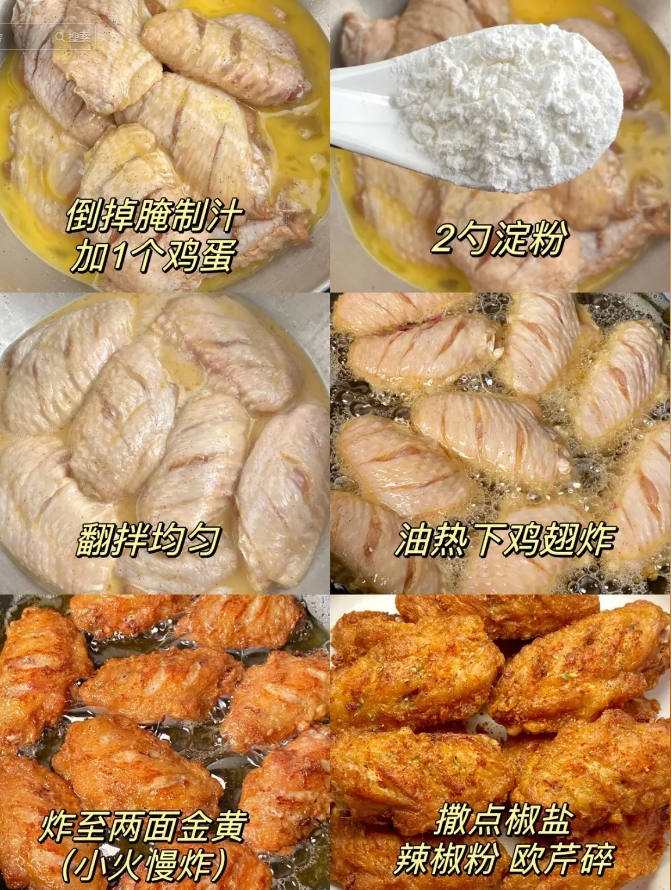 搜索
倒掉腌制汁
加1个鸡蛋
2勺淀粉
翻拌均匀
油热下鸡翅炸
炸至两面金黄
(小火慢炸)
撒点椒盐
辣椒粉 欧芹碎